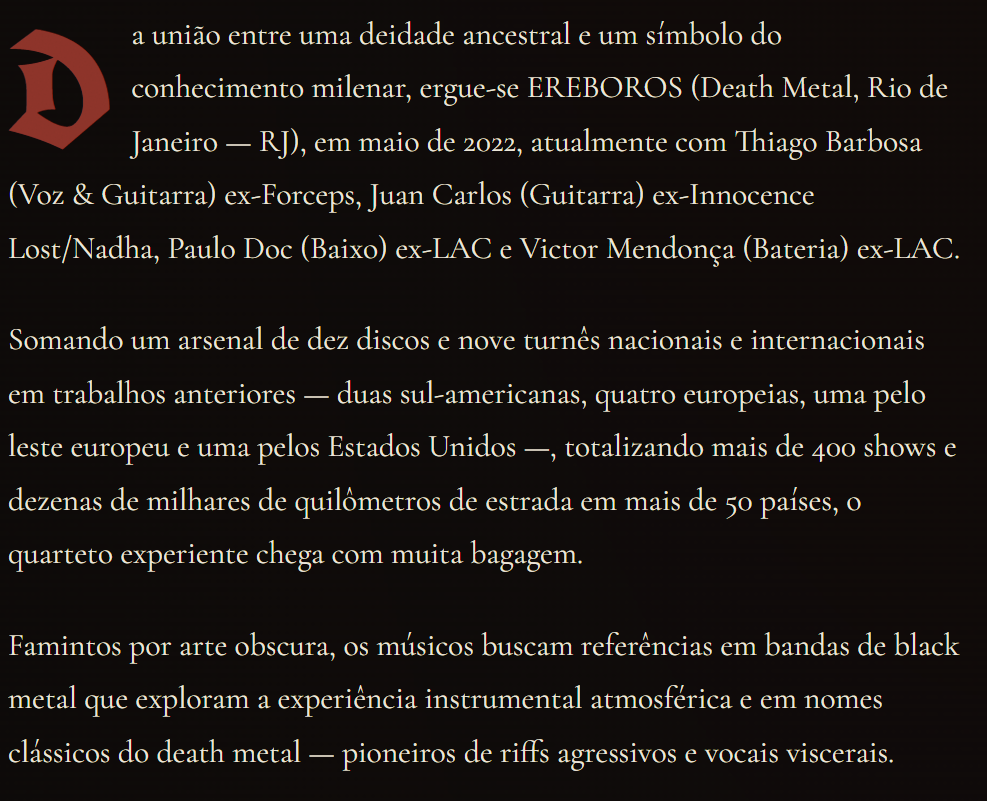 Da união entre uma deidade ancestral e um símbolo do
conhecimento milenar, ergue-se EREBOROS (Death Metal, Rio de
Janeiro — RJ), em maio de 2022, atualmente com Thiago Barbosa
(Voz & Guitarra) ex-Forceps, Juan Carlos (Guitarra) ex-Innocence
Lost/Nadha, Paulo Doc (Baixo) ex-LAC e Victor Mendonça (Bateria) ex-LAC.
Somando um arsenal de dez discos e nove turnês nacionais e internacionais
em trabalhos anteriores — duas sul-americanas, quatro europeias, uma pelo
leste europeu e uma pelos Estados Unidos —, totalizando mais de 400 shows e
dezenas de milhares de quilômetros de estrada em mais de 50 países, o
quarteto experiente chega com muita bagagem.
Famintos por arte obscura, os músicos buscam referências em bandas de black
metal que exploram a experiência instrumental atmosférica e em nomes
clássicos do death metal — pioneiros de riffs agressivos e vocais viscerais.